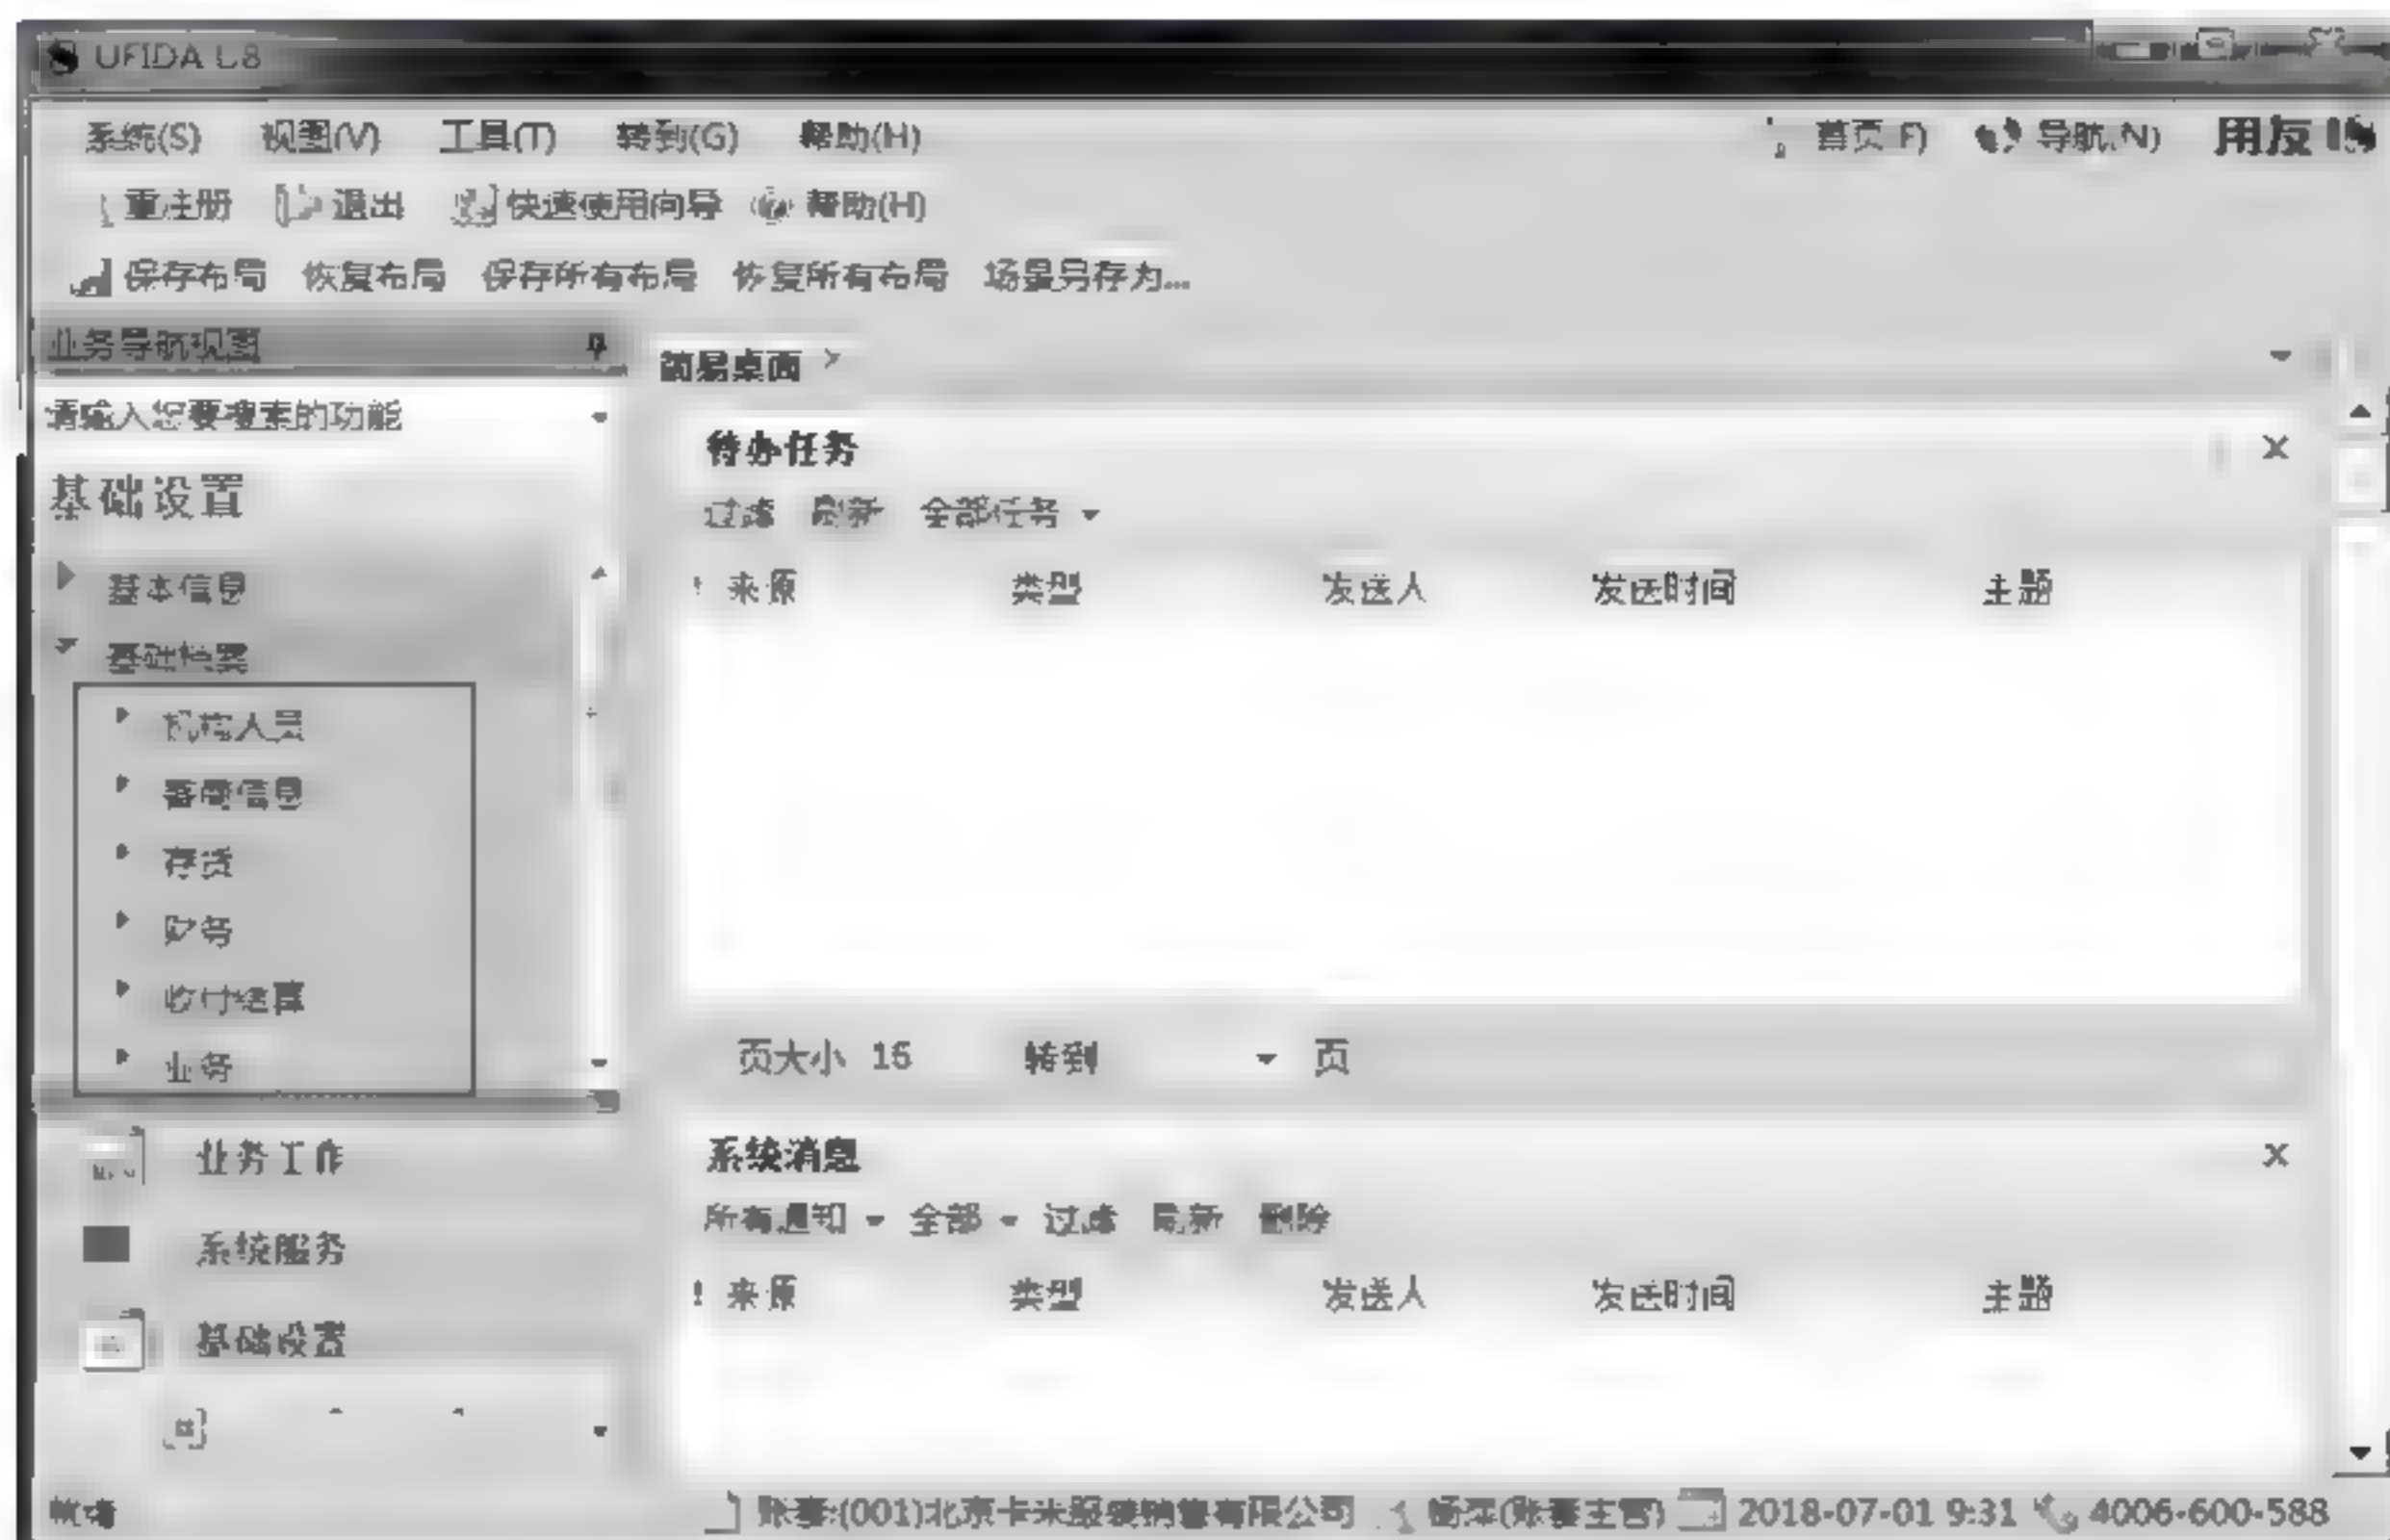 UFIDA U8
系统(S) 视图(V) 工具(T) 转到(G) 帮助(H) 首页(F) 导航(N) 用友
重注册 退出 快速使用向导 帮助(H)
保存布局 恢复布局 保存所有布局 恢复所有布局 场景另存为...
业务导航视图
请输入您要搜索的功能
基础设置
基本信息
基础档案
机构人员
客商信息
存货
财务
收付结算
业务
业务工作
系统服务
基础设置
简易桌面
待办任务
过滤 刷新 全部任务
! 来源 类型 发送人 发送时间 主题
页大小 15 转到 页
系统消息
所有通知 全部 过滤 刷新 删除
! 来源 类型 发送人 发送时间 主题
就绪 账套:(001)北京卡米服装销售有限公司 (账套主管) 2018-07-01 9:31 4006-600-588